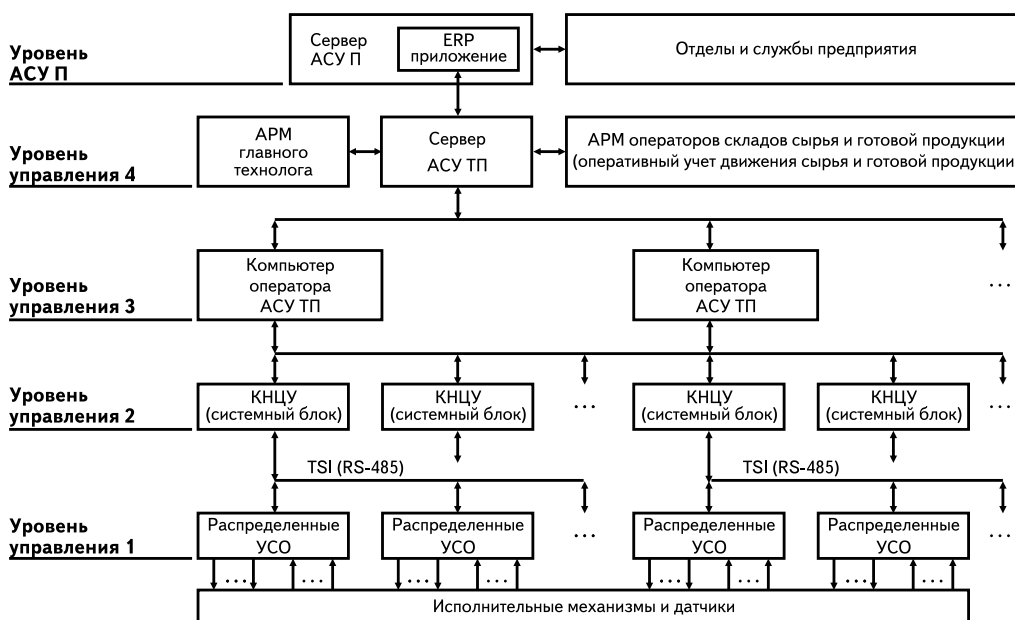 Уровень
АСУ П
Сервер
АСУ П
ERP
приложение
Отделы и службы предприятия
Уровень
управления 4
АРМ
главного
технолога
Сервер
АСУ ТП
АРМ операторов складов сырья и готовой продукции
(оперативный учет движения сырья и готовой продукции
Уровень
управления 3
Компьютер
оператора
АСУ ТП
Компьютер
оператора
АСУ ТП
...
Уровень
управления 2
КНЦУ
(системный блок)
КНЦУ
(системный блок)
...
КНЦУ
(системный блок)
КНЦУ
(системный блок)
...
TSI (RS-485)
TSI (RS-485)
Уровень
управления 1
Распределенные
УСО
Распределенные
УСО
...
Распределенные
УСО
Распределенные
УСО
...
... ... ... ... ... ... ... ...
Исполнительные механизмы и датчики